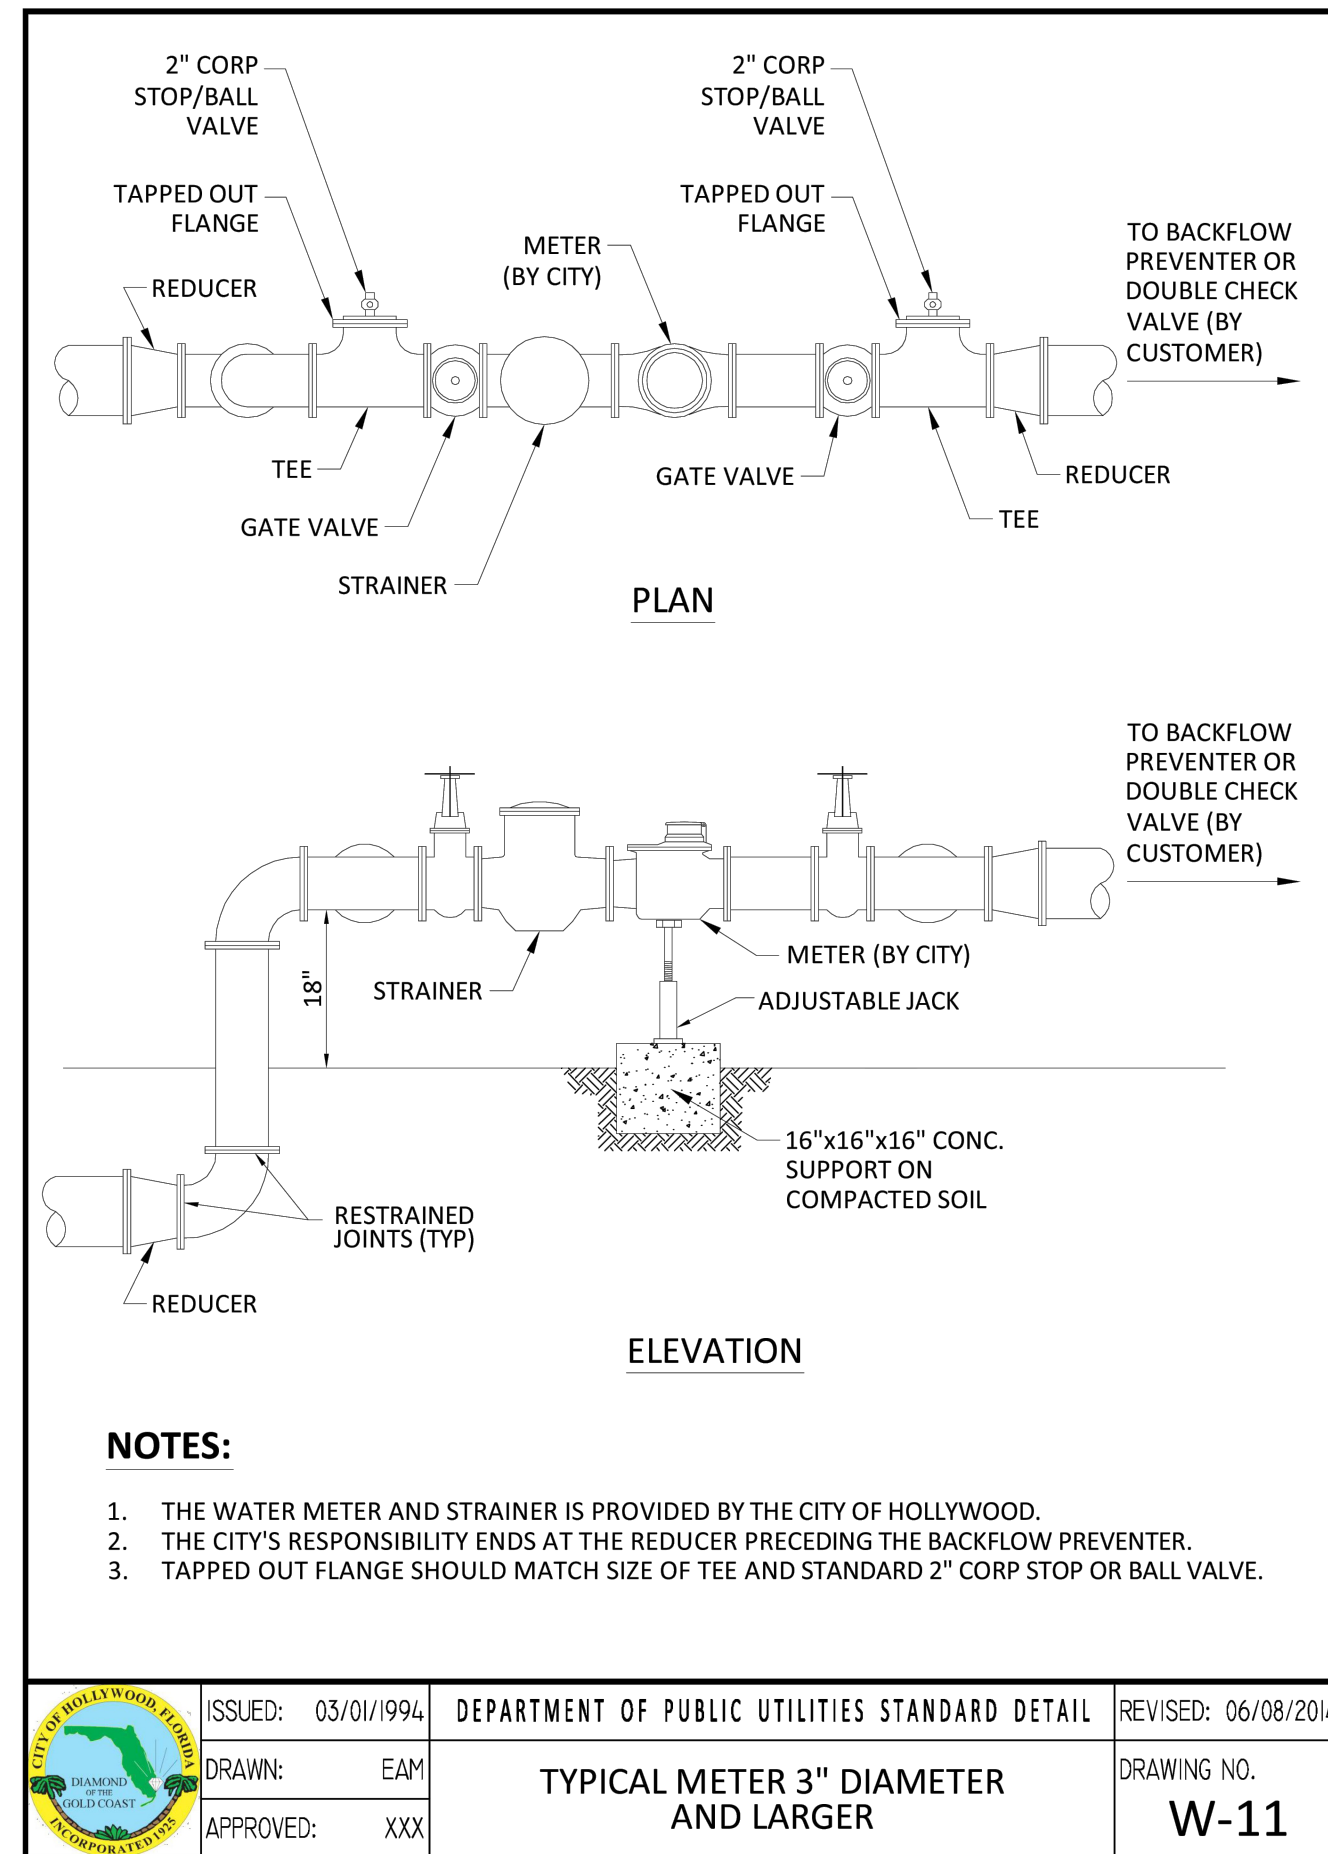 2" CORP
STOP/BALL
VALVE
2" CORP
STOP/BALL
VALVE
TAPPED OUT
FLANGE
TAPPED OUT
FLANGE
METER
(BY CITY)
TO BACKFLOW
PREVENTER OR
DOUBLE CHECK
VALVE (BY
CUSTOMER)
REDUCER
TEE
GATE VALVE
REDUCER
GATE VALVE
TEE
STRAINER
PLAN
TO BACKFLOW
PREVENTER OR
DOUBLE CHECK
VALVE (BY
CUSTOMER)
18"
STRAINER
METER (BY CITY)
ADJUSTABLE JACK
16"x16"x16" CONC.
SUPPORT ON
COMPACTED SOIL
RESTRAINED
JOINTS (TYP)
REDUCER
ELEVATION
NOTES:
1. THE WATER METER AND STRAINER IS PROVIDED BY THE CITY OF HOLLYWOOD.
2. THE CITY'S RESPONSIBILITY ENDS AT THE REDUCER PRECEDING THE BACKFLOW PREVENTER.
3. TAPPED OUT FLANGE SHOULD MATCH SIZE OF TEE AND STANDARD 2" CORP STOP OR BALL VALVE.
CITY OF HOLLYWOOD, FLORIDA
DIAMOND
OF THE
GOLD COAST
INCORPORATED 1925
ISSUED: 03/01/1994
DRAWN: EAM
APPROVED: XXX
DEPARTMENT OF PUBLIC UTILITIES STANDARD DETAIL
TYPICAL METER 3" DIAMETER
AND LARGER
REVISED: 06/08/2014
DRAWING NO.
W-11